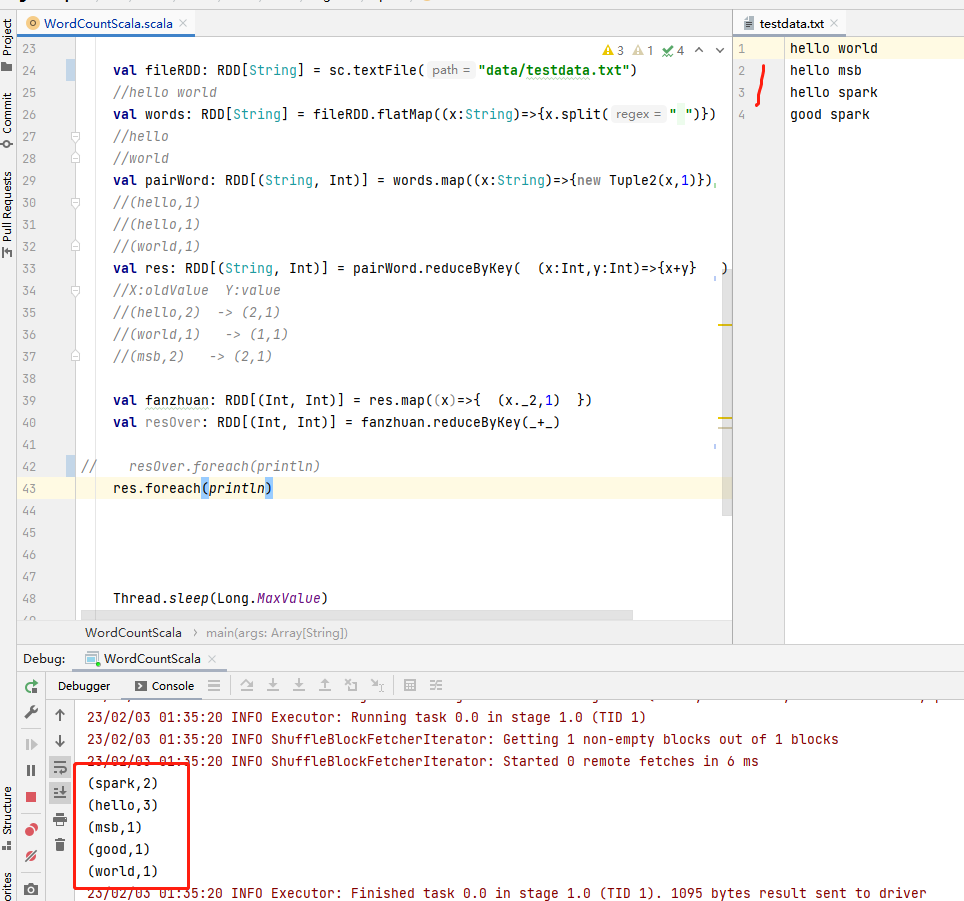 WordCountScala.scala
testdata.txt
Project
Commit
Pull Requests
Structure
3 1 4
23
24 val fileRDD: RDD[String] = sc.textFile( path = "data/testdata.txt")
25 //hello world
26 val words: RDD[String] = fileRDD.flatMap((x:String)=>{x.split( regex = " ")})
27 //hello
28 //world
29 val pairWord: RDD[(String, Int)] = words.map((x:String)=>{new Tuple2(x,1)})
30 //(hello,1)
31 //(hello,1)
32 //(world,1)
33 val res: RDD[(String, Int)] = pairWord.reduceByKey( (x:Int,y:Int)=>{x+y} )
34 //X:oldValue Y:value
35 //(hello,2) -> (2,1)
36 //(world,1) -> (1,1)
37 //(msb,2) -> (2,1)
38
39 val fanzhuan: RDD[(Int, Int)] = res.map((x)=>{ (x._2,1) })
40 val resOver: RDD[(Int, Int)] = fanzhuan.reduceByKey(_+_)
41
42 // resOver.foreach(println)
43 res.foreach(println)
44
45
46
47
48 Thread.sleep(Long.MaxValue)
1 hello world
2 hello msb
3 hello spark
4 good spark
WordCountScala › main(args: Array[String])
Debug: WordCountScala
Debugger Console
23/02/03 01:35:20 INFO Executor: Running task 0.0 in stage 1.0 (TID 1)
23/02/03 01:35:20 INFO ShuffleBlockFetcherIterator: Getting 1 non-empty blocks out of 1 blocks
23/02/03 01:35:20 INFO ShuffleBlockFetcherIterator: Started 0 remote fetches in 6 ms
(spark,2)
(hello,3)
(msb,1)
(good,1)
(world,1)
23/02/03 01:35:20 INFO Executor: Finished task 0.0 in stage 1.0 (TID 1). 1095 bytes result sent to driver